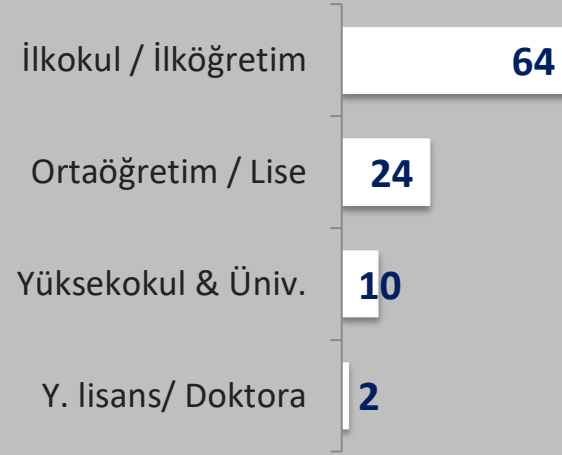 İlkokul / İlköğretim 64
Ortaöğretim / Lise 24
Yüksekokul & Üniv. 10
Y. lisans/ Doktora 2